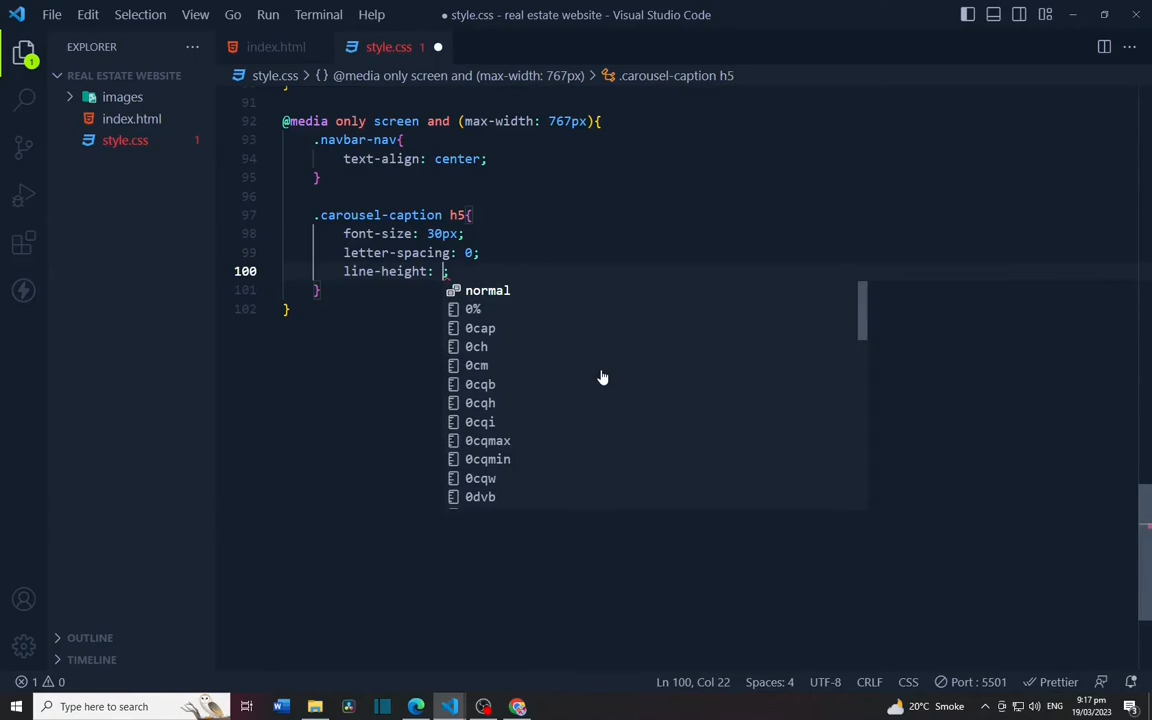 File Edit Selection View Go Run Terminal Help
● style.css - real estate website - Visual Studio Code
EXPLORER
index.html
style.css 1
REAL ESTATE WEBSITE
style.css > {} @media only screen and (max-width: 767px) > .carousel-caption h5
images
index.html
style.css 1
91
92 @media only screen and (max-width: 767px){
93 .navbar-nav{
94 text-align: center;
95 }
96
97 .carousel-caption h5{
98 font-size: 30px;
99 letter-spacing: 0;
100 line-height: ;
101 }
102 }
normal
0%
0cap
0ch
0cm
0cqb
0cqh
0cqi
0cqmax
0cqmin
0cqw
0dvb
1
OUTLINE
TIMELINE
1 0
Ln 100, Col 22 Spaces: 4 UTF-8 CRLF CSS Port : 5501 Prettier
Type here to search
20°C Smoke
ENG
9:17 pm
19/03/2023
3